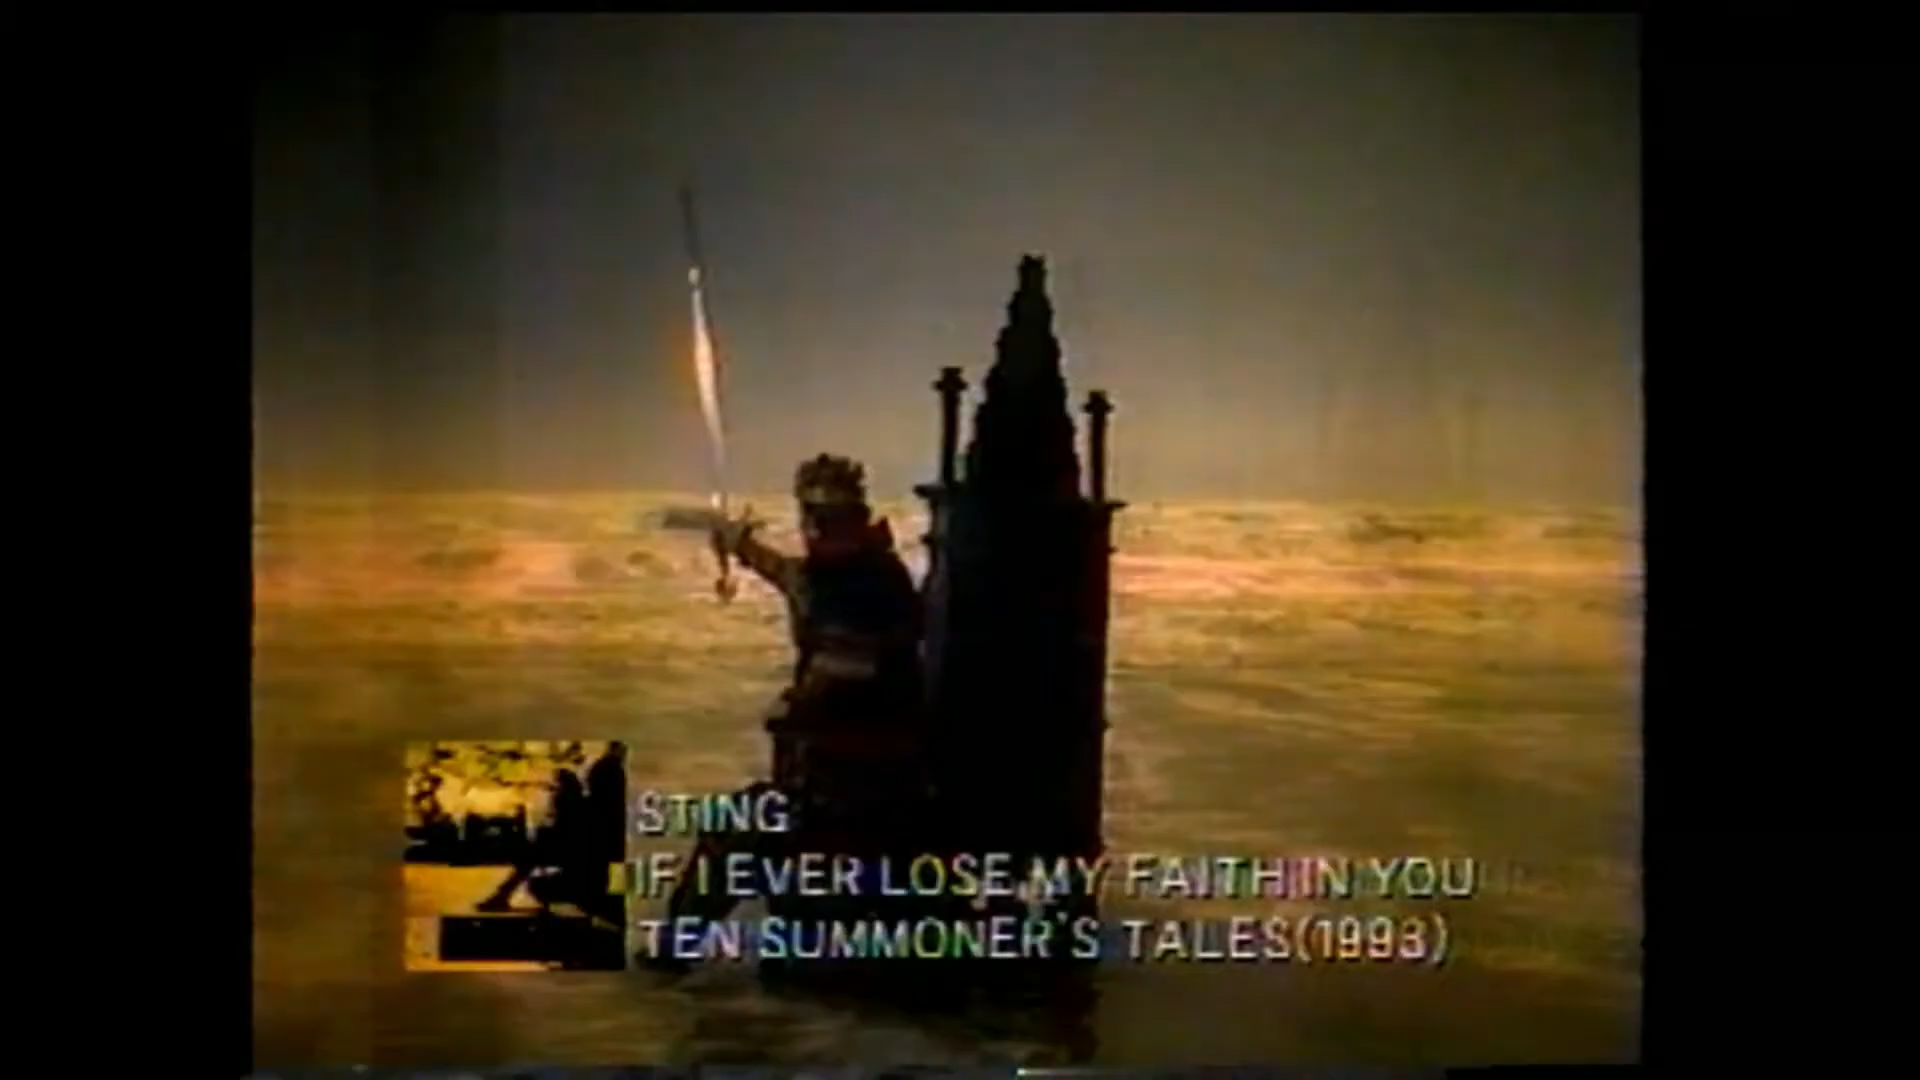 STING
IF I EVER LOSE MY FAITH IN YOU
TEN SUMMONER'S TALES(1993)